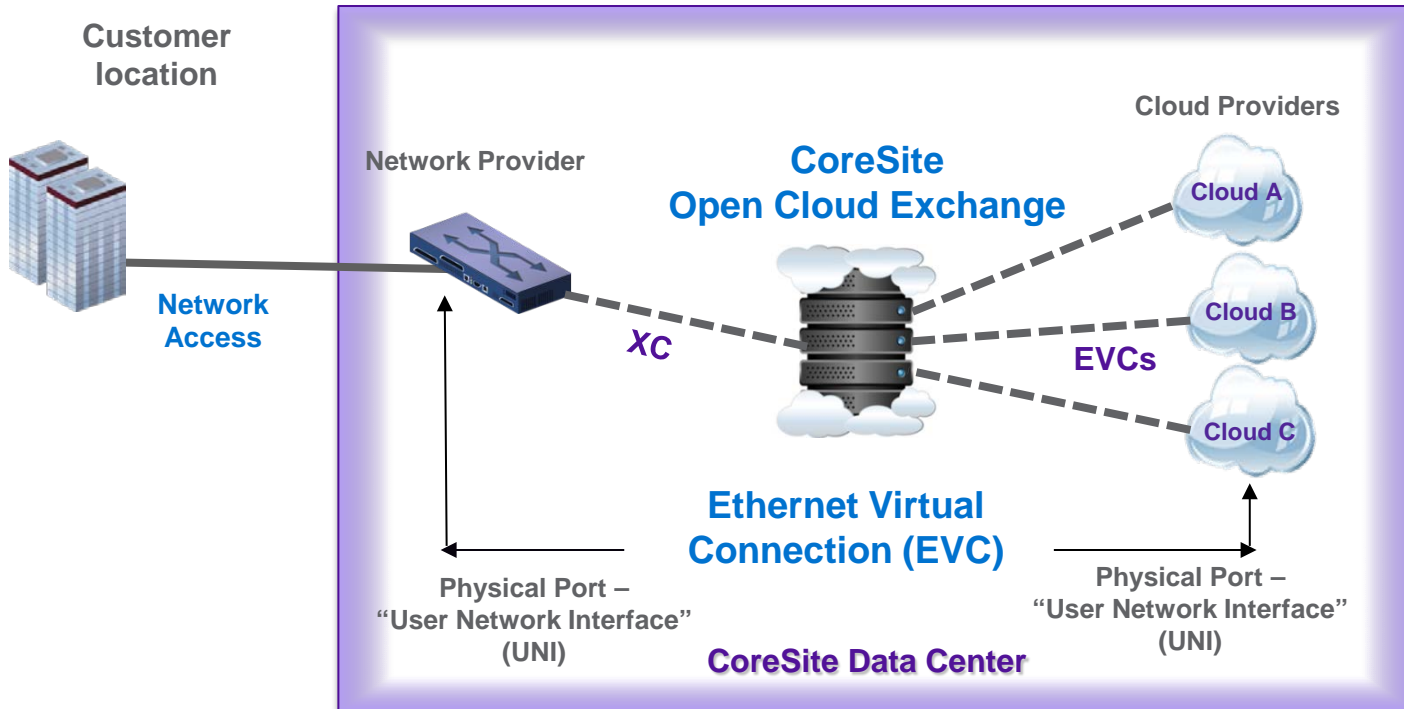 Customer
location
Network
Access
Network Provider
XC
CoreSite
Open Cloud Exchange
Cloud Providers
Cloud A
Cloud B
EVCs
Cloud C
Ethernet Virtual
Connection (EVC)
Physical Port –
“User Network Interface”
(UNI)
Physical Port –
“User Network Interface”
(UNI)
CoreSite Data Center